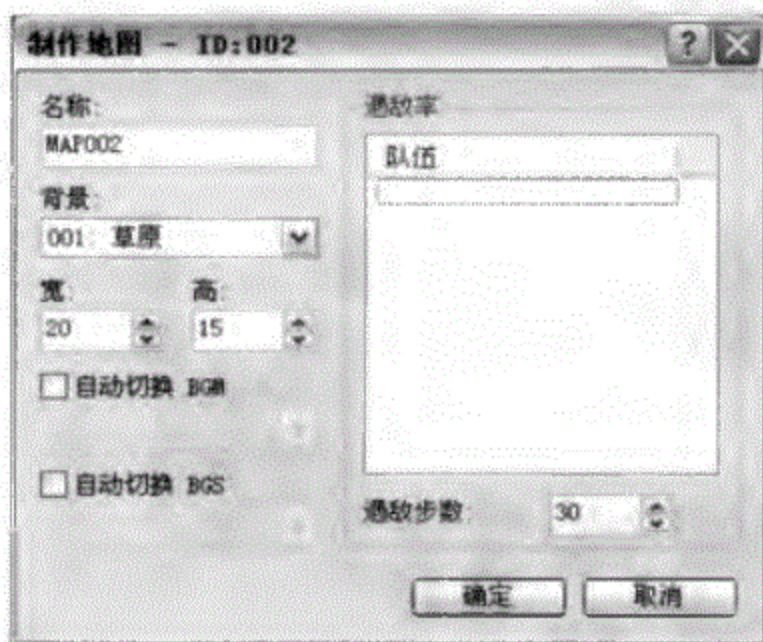 制作地图 - ID:002
名称:
MAP002
背景:
001: 草原
宽:
高:
20
15
自动切换 BGM
自动切换 BGS
遇敌率
队伍
遇敌步数:
30
确定
取消